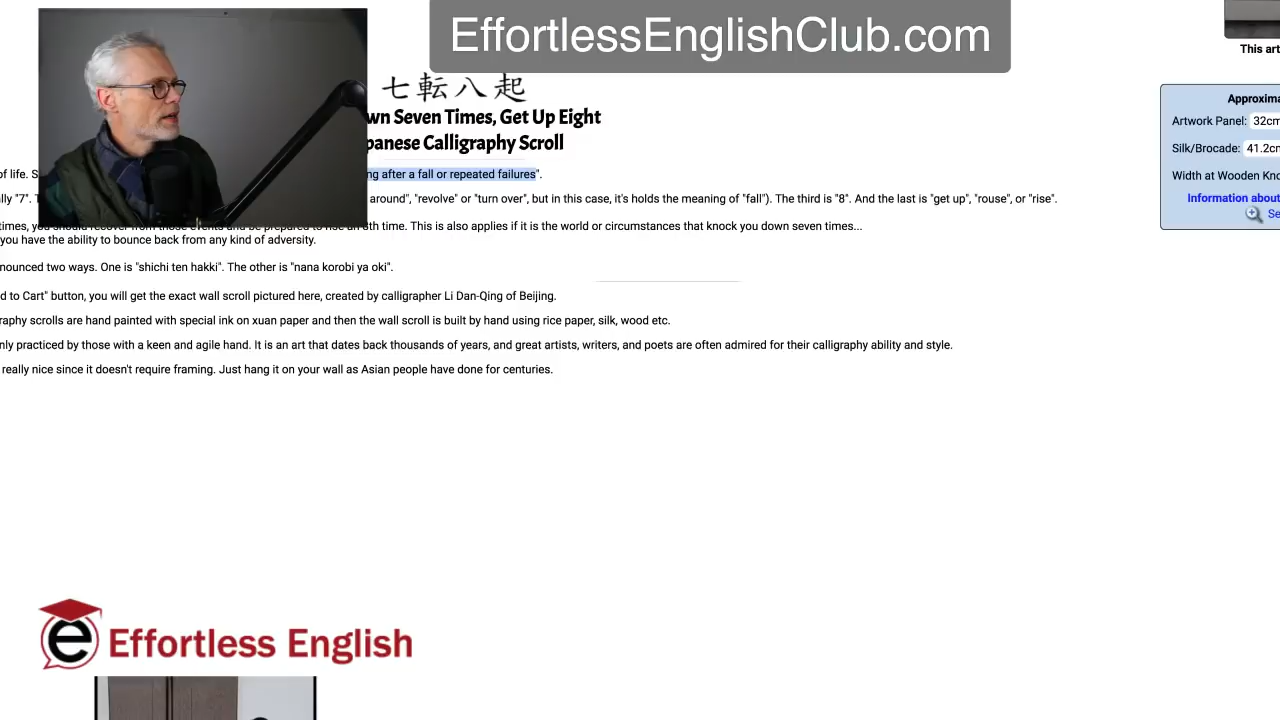 EffortlessEnglishClub.com
This art
七転八起
wn Seven Times, Get Up Eight
panese Calligraphy Scroll
of life. S ng after a fall or repeated failures".
ally "7". T around", "revolve" or "turn over", but in this case, it's holds the meaning of "fall"). The third is "8". And the last is "get up", "rouse", or "rise".
times, you should recover from those events and be prepared to rise an 8th time. This is also applies if it is the world or circumstances that knock you down seven times...
you have the ability to bounce back from any kind of adversity.
nounced two ways. One is "shichi ten hakki". The other is "nana korobi ya oki".
d to Cart" button, you will get the exact wall scroll pictured here, created by calligrapher Li Dan-Qing of Beijing.
raphy scrolls are hand painted with special ink on xuan paper and then the wall scroll is built by hand using rice paper, silk, wood etc.
nly practiced by those with a keen and agile hand. It is an art that dates back thousands of years, and great artists, writers, and poets are often admired for their calligraphy ability and style.
really nice since it doesn't require framing. Just hang it on your wall as Asian people have done for centuries.
Approxima
Artwork Panel: 32cm
Silk/Brocade: 41.2cm
Width at Wooden Kno
Information about
Se
e Effortless English